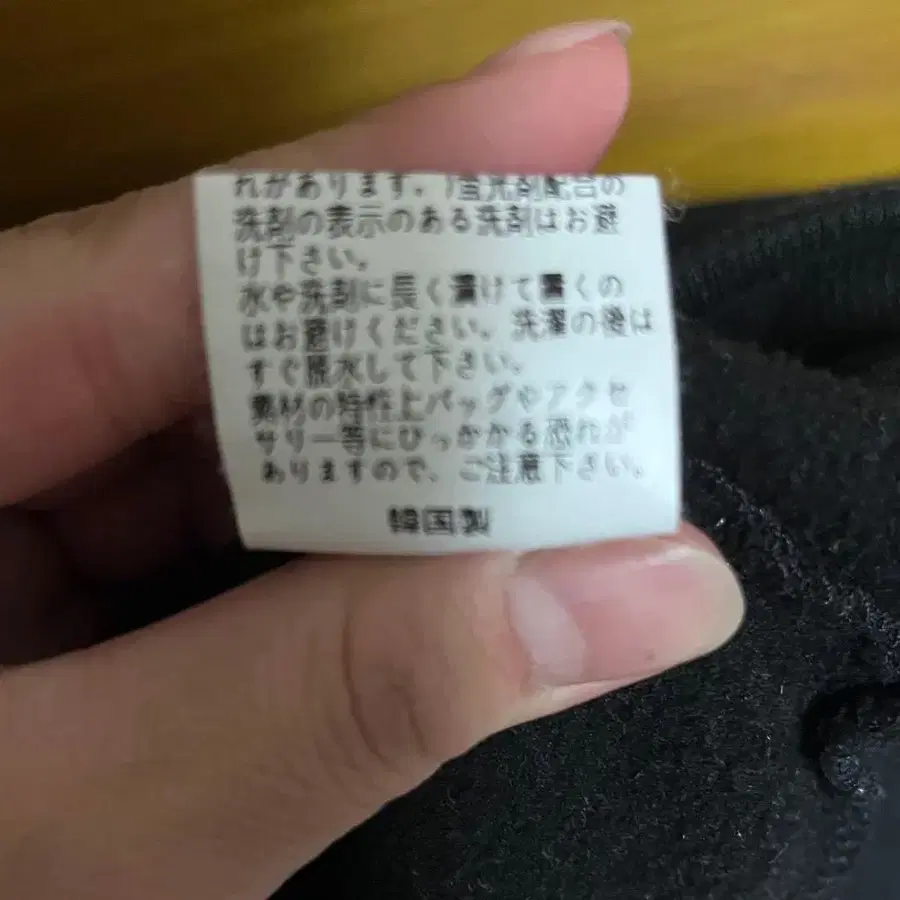 れがあります。蛍光剤配合の
洗剤の表示のある洗剤はお避
け下さい。
水や洗剤に長く漬けて置くの
はお避けください。洗濯の後は
すぐ脱水して下さい。
素材の特性上バッグやアクセ
サリー等にひっかかる恐れが
ありますので、ご注意下さい。
韓国製